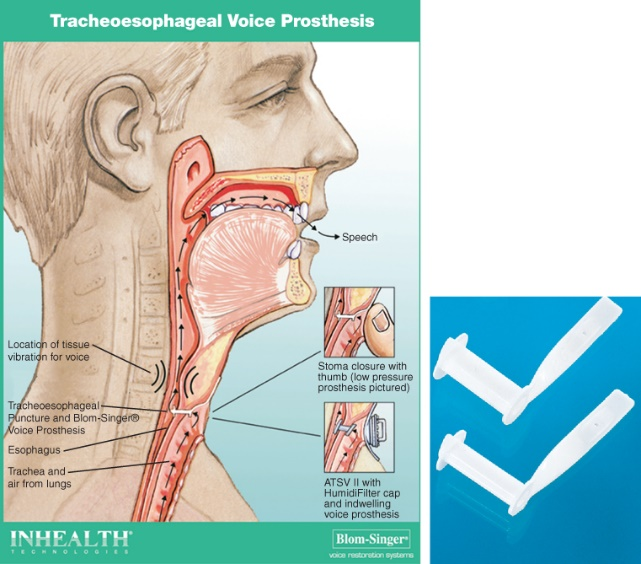 Tracheoesophageal Voice Prosthesis
Speech
Location of tissue
vibration for voice
Stoma closure with
thumb (low pressure
prosthesis pictured)
Tracheoesophageal
Puncture and Blom-Singer®
Voice Prosthesis
Esophagus
Trachea and
air from lungs
ATSV II with
HumidiFilter cap
and indwelling
voice prosthesis
INHEALTH®
TECHNOLOGIES
Blom-Singer®
voice restoration systems